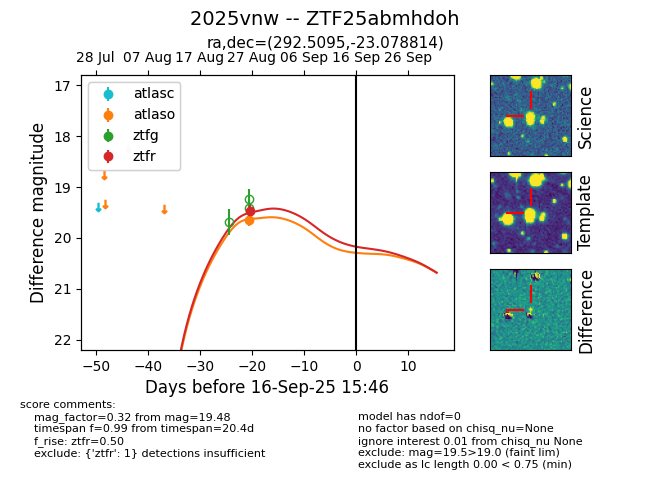 2025vnw -- ZTF25abmhdoh
ra,dec=(292.5095,-23.078814)
28 Jul 07 Aug 17 Aug 27 Aug 06 Sep 16 Sep 26 Sep
17
18
19
20
21
22
Difference magnitude
atlasc
atlaso
ztfg
ztfr
−50 −40 −30 −20 −10 0 10
Days before 16-Sep-25 15:46
Science
Template
Difference
score comments:
mag_factor=0.32 from mag=19.48
timespan f=0.99 from timespan=20.4d
f_rise: ztfr=0.50
exclude: {'ztfr': 1} detections insufficient
model has ndof=0
no factor based on chisq_nu=None
ignore interest 0.01 from chisq_nu None
exclude: mag=19.5>19.0 (faint lim)
exclude as lc length 0.00 < 0.75 (min)